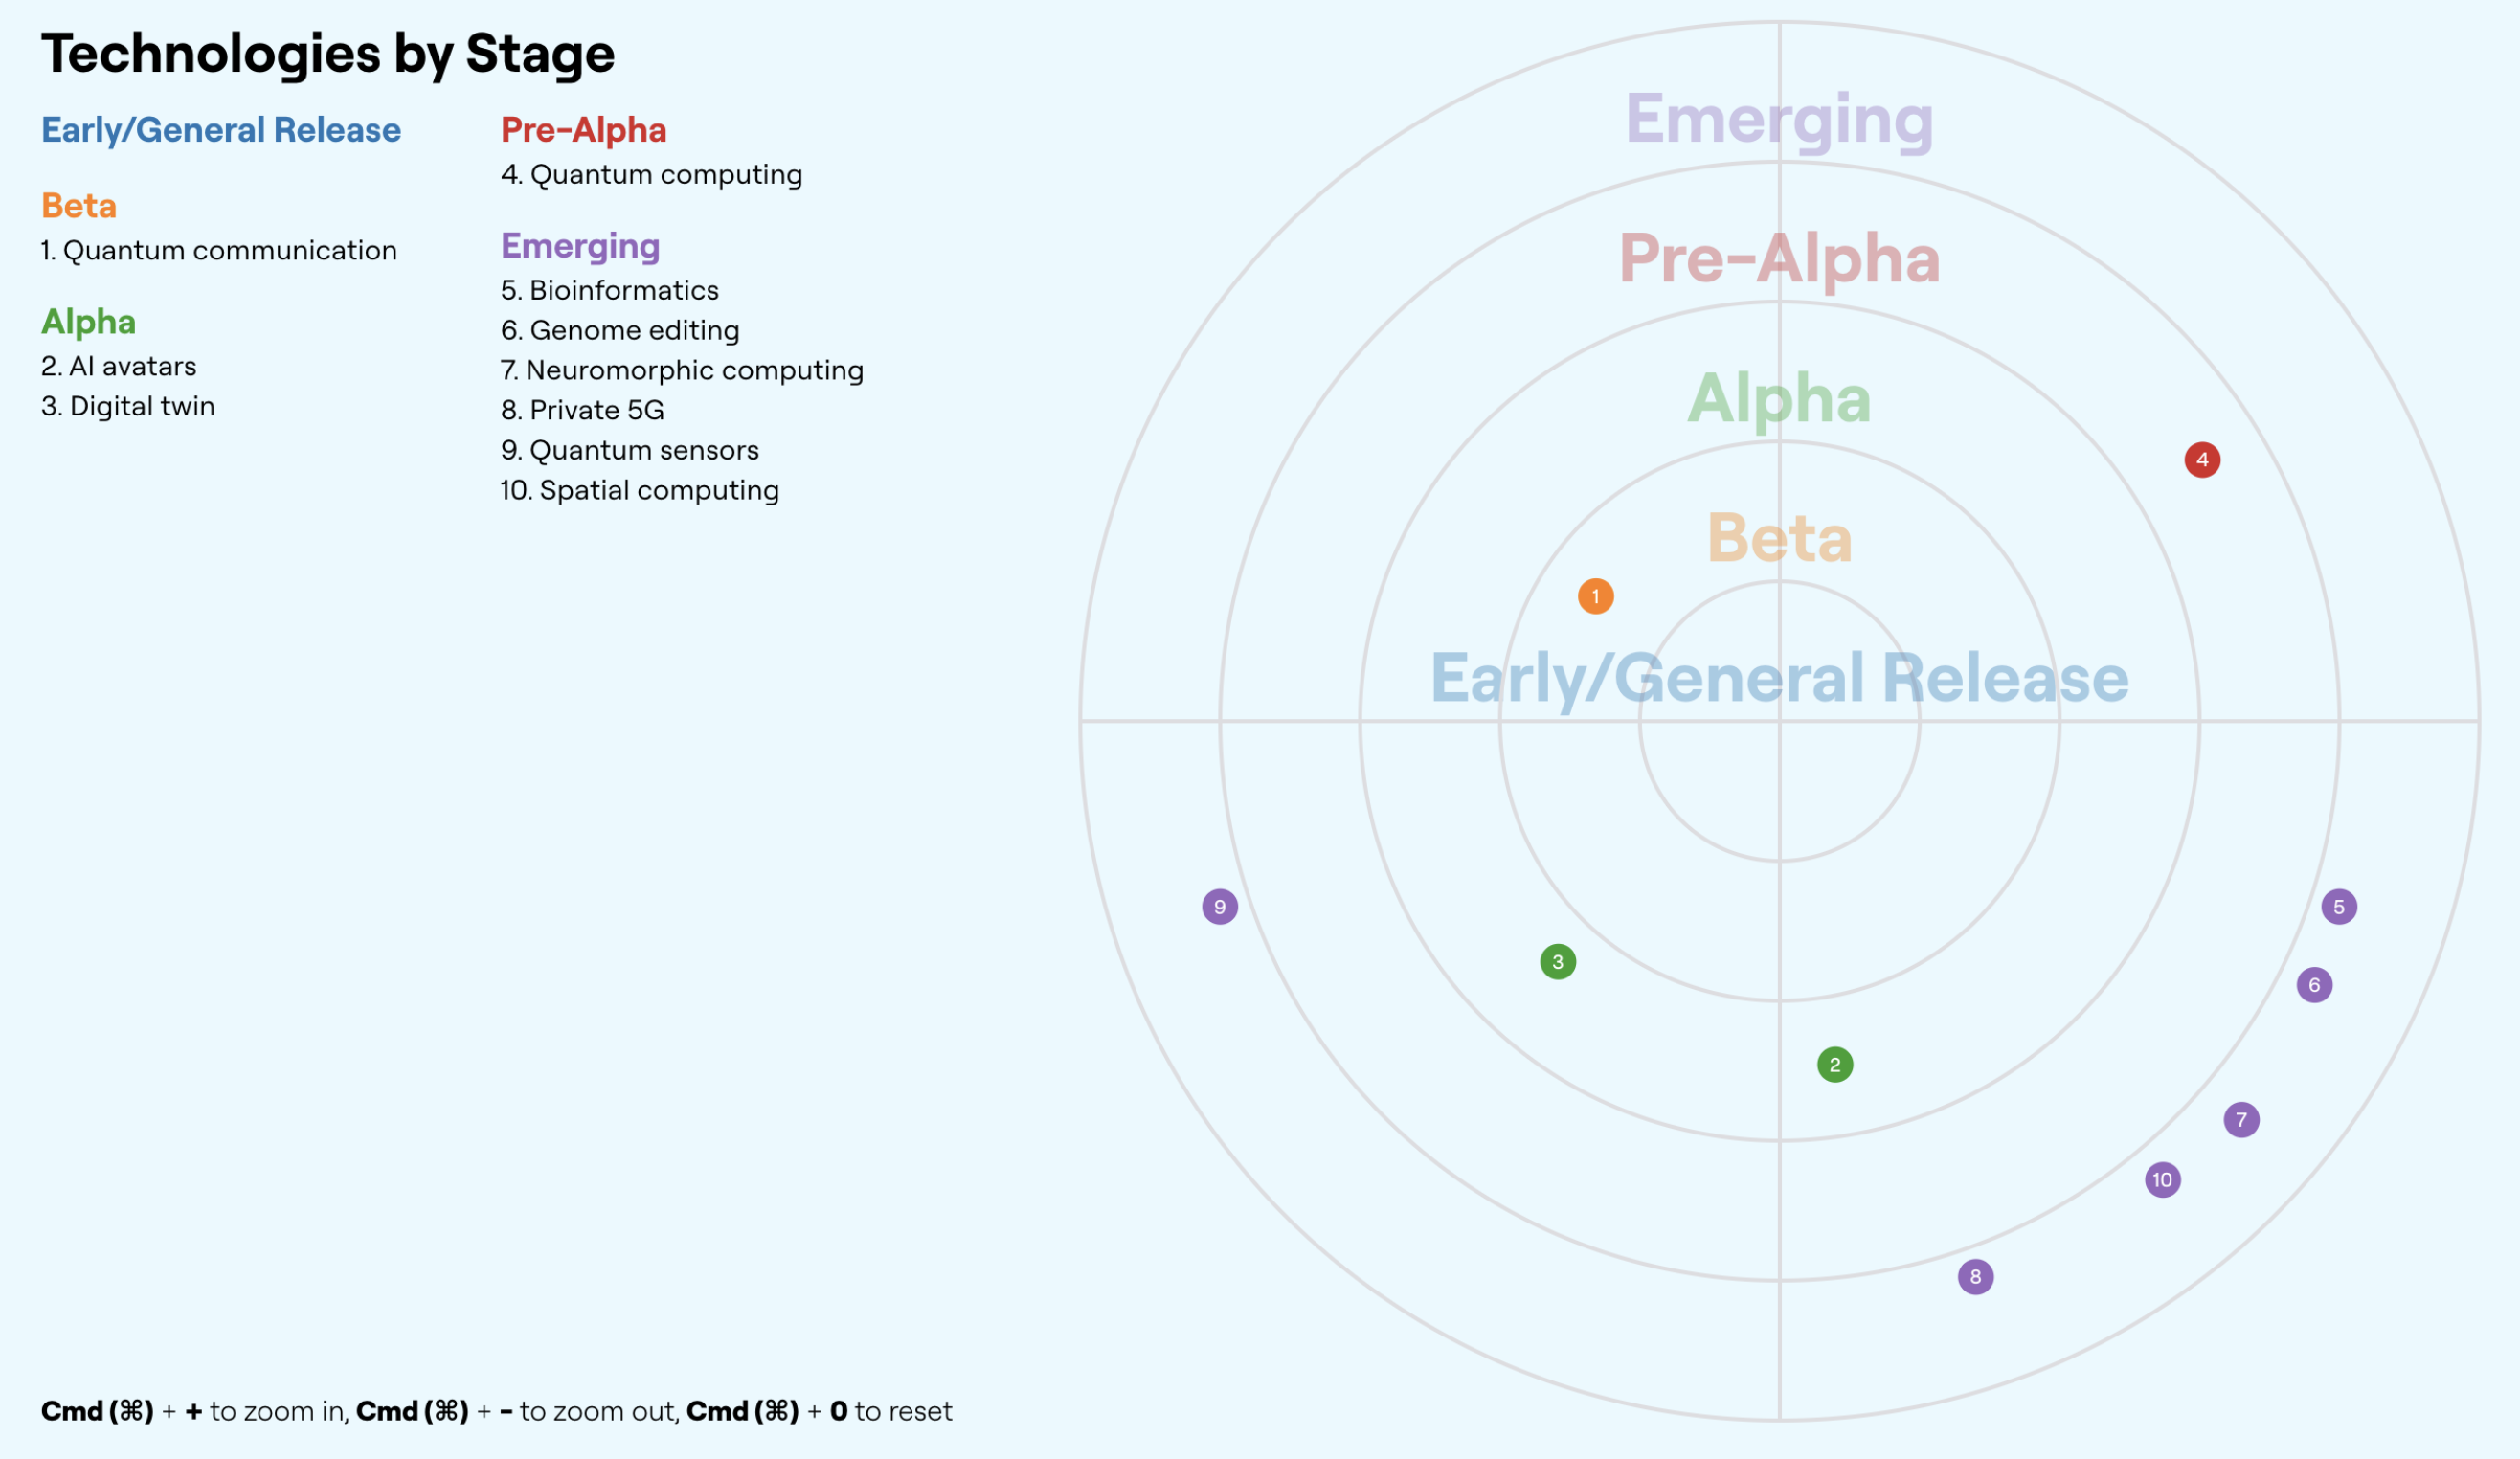 Technologies by Stage
Early/General Release
Beta
1. Quantum communication
Alpha
2. AI avatars
3. Digital twin
Pre-Alpha
4. Quantum computing
Emerging
5. Bioinformatics
6. Genome editing
7. Neuromorphic computing
8. Private 5G
9. Quantum sensors
10. Spatial computing
Emerging
Pre-Alpha
Alpha
4
Beta
1
Early/General Release
9
5
3
6
2
7
10
8
Cmd (⌘) + + to zoom in, Cmd (⌘) + - to zoom out, Cmd (⌘) + 0 to reset